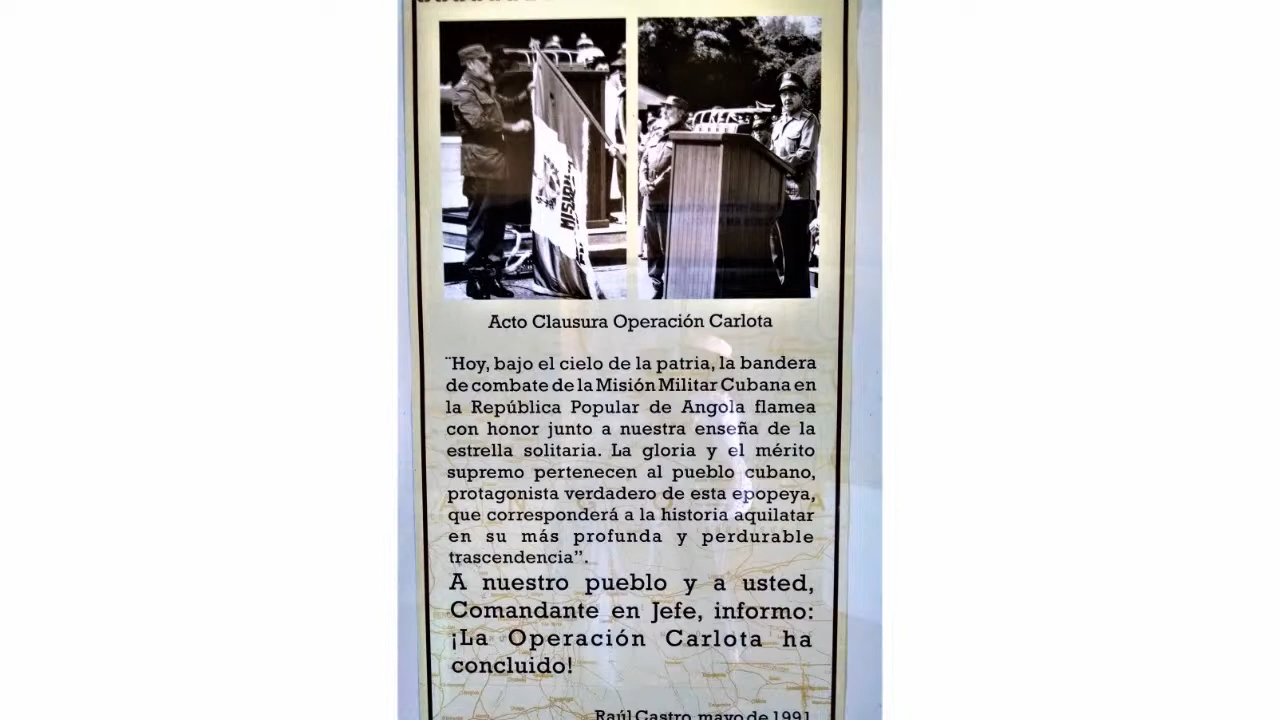 MISIÓN
Acto Clausura Operación Carlota
¨Hoy, bajo el cielo de la patria, la bandera
de combate de la Misión Militar Cubana en
la República Popular de Angola flamea
con honor junto a nuestra enseña de la
estrella solitaria. La gloria y el mérito
supremo pertenecen al pueblo cubano,
protagonista verdadero de esta epopeya,
que corresponderá a la historia aquilatar
en su más profunda y perdurable
trascendencia”.
A nuestro pueblo y a usted,
Comandante en Jefe, informo:
¡La Operación Carlota ha
concluido!
Raúl Castro, mayo de 1991